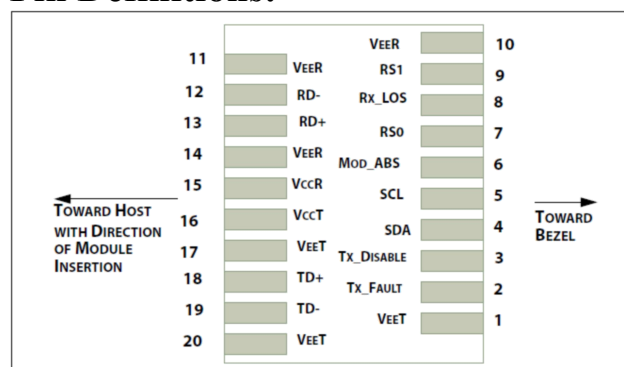 11 VEER
12 RD-
13 RD+
14 VEER
15 VCCR
16 VCCT
17 VEET
18 TD+
19 TD-
20 VEET
VEER 10
RS1 9
RX_LOS 8
RS0 7
MOD_ABS 6
SCL 5
SDA 4
TX_DISABLE 3
TX_FAULT 2
VEET 1
TOWARD HOST
WITH DIRECTION
OF MODULE
INSERTION
TOWARD
BEZEL